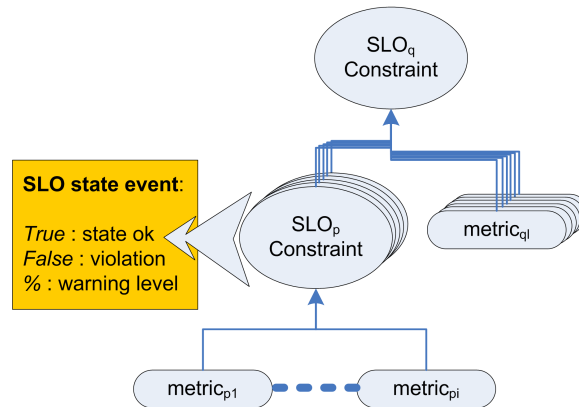 SLOq
Constraint
SLO state event:
True : state ok
False : violation
% : warning level
SLOp
Constraint
metricql
metricp1
metricpi